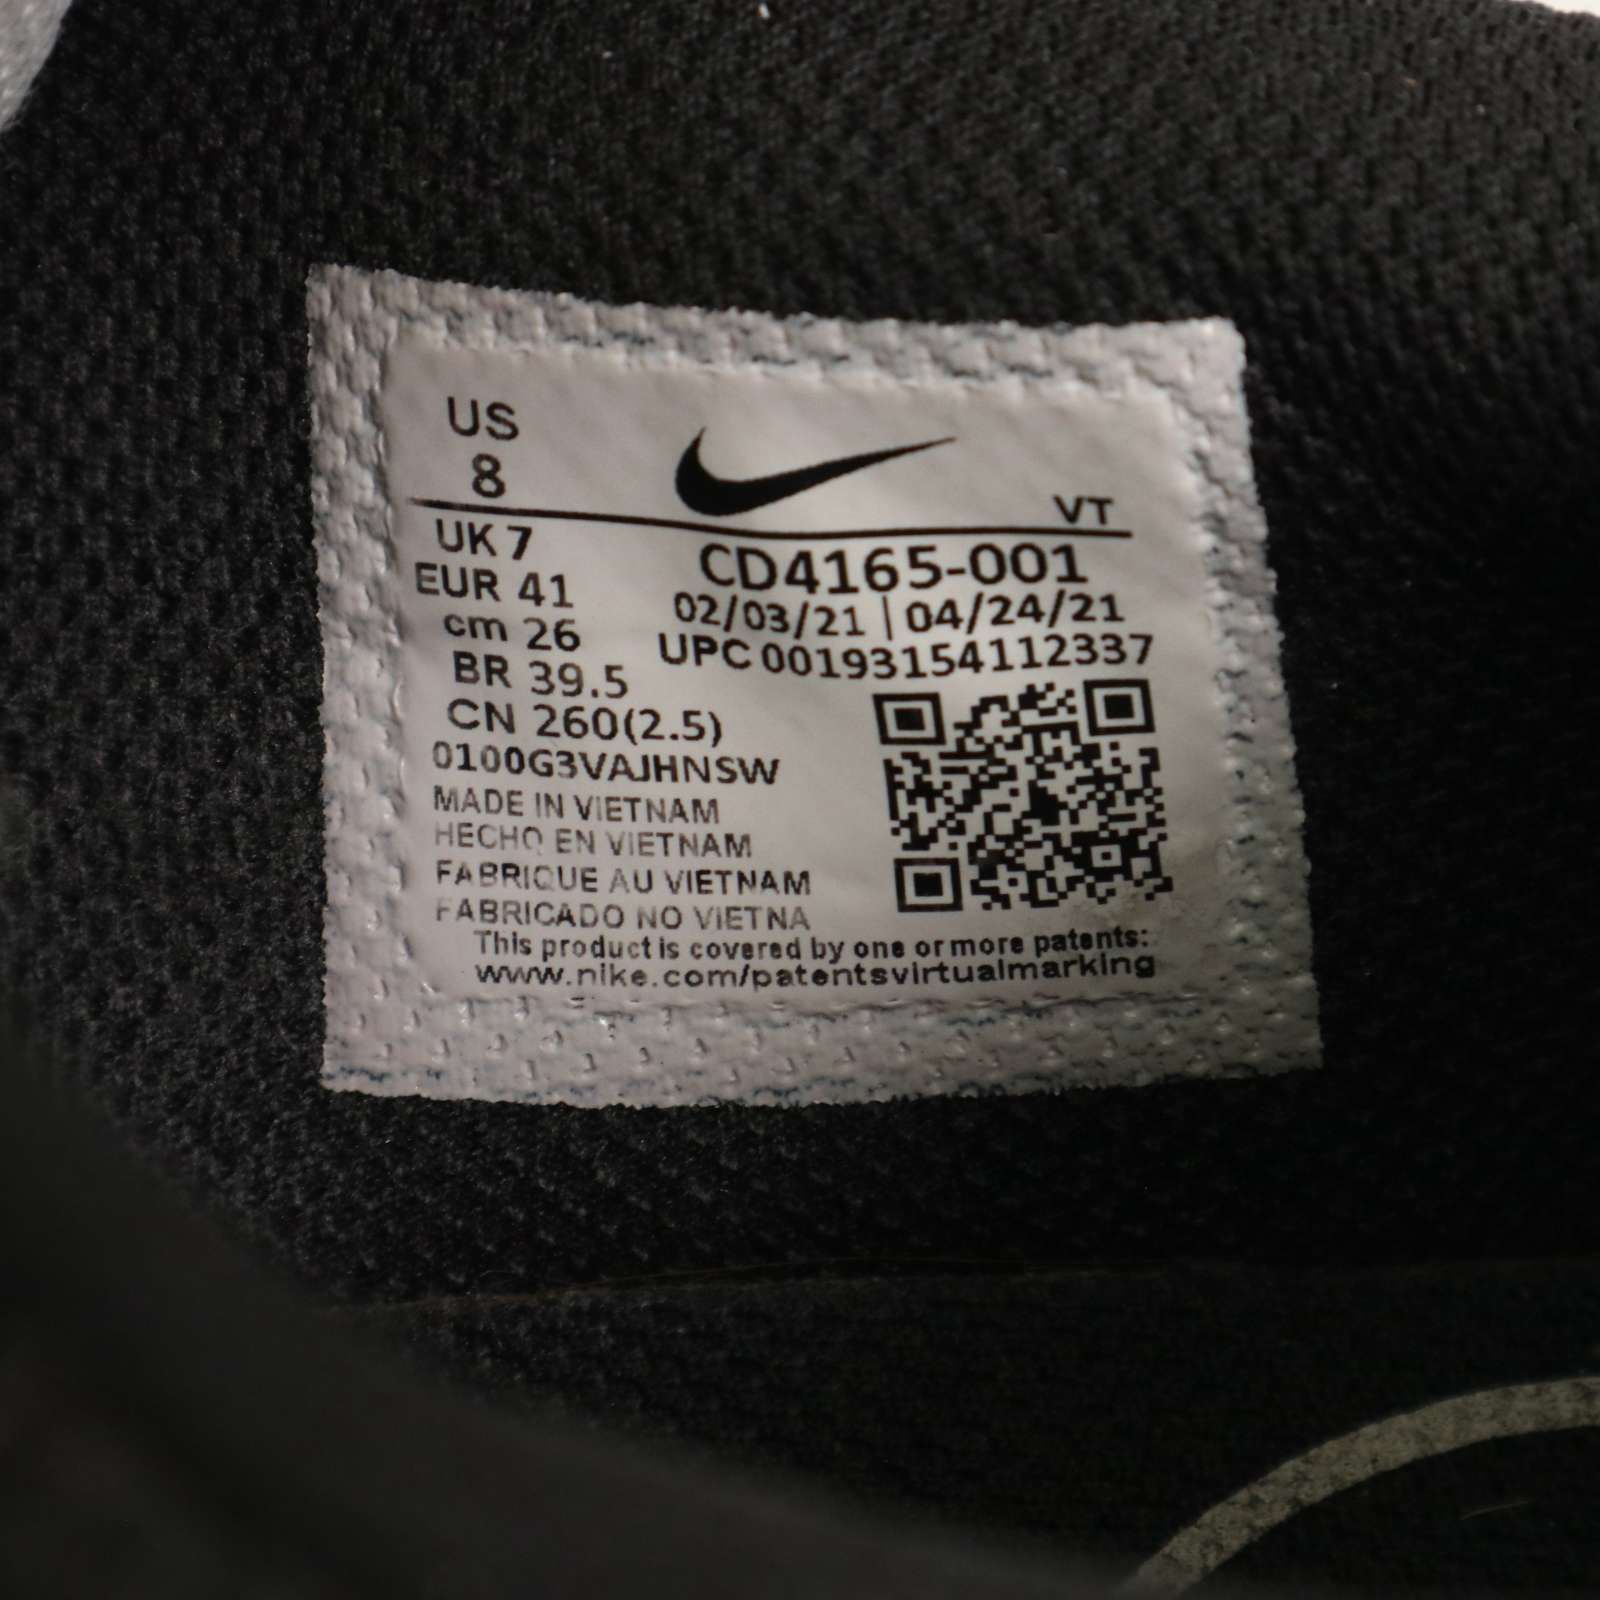 US
8
VT
UK 7
EUR 41
cm 26
BR 39.5
CN 260(2.5)
CD4165-001
02/03/21 | 04/24/21
UPC 00193154112337
0100G3VAJHNSW
MADE IN VIETNAM
HECHO EN VIETNAM
FABRIQUE AU VIETNAM
FABRICADO NO VIETNA
This product is covered by one or more patents:
www.nike.com/patentsvirtualmarking